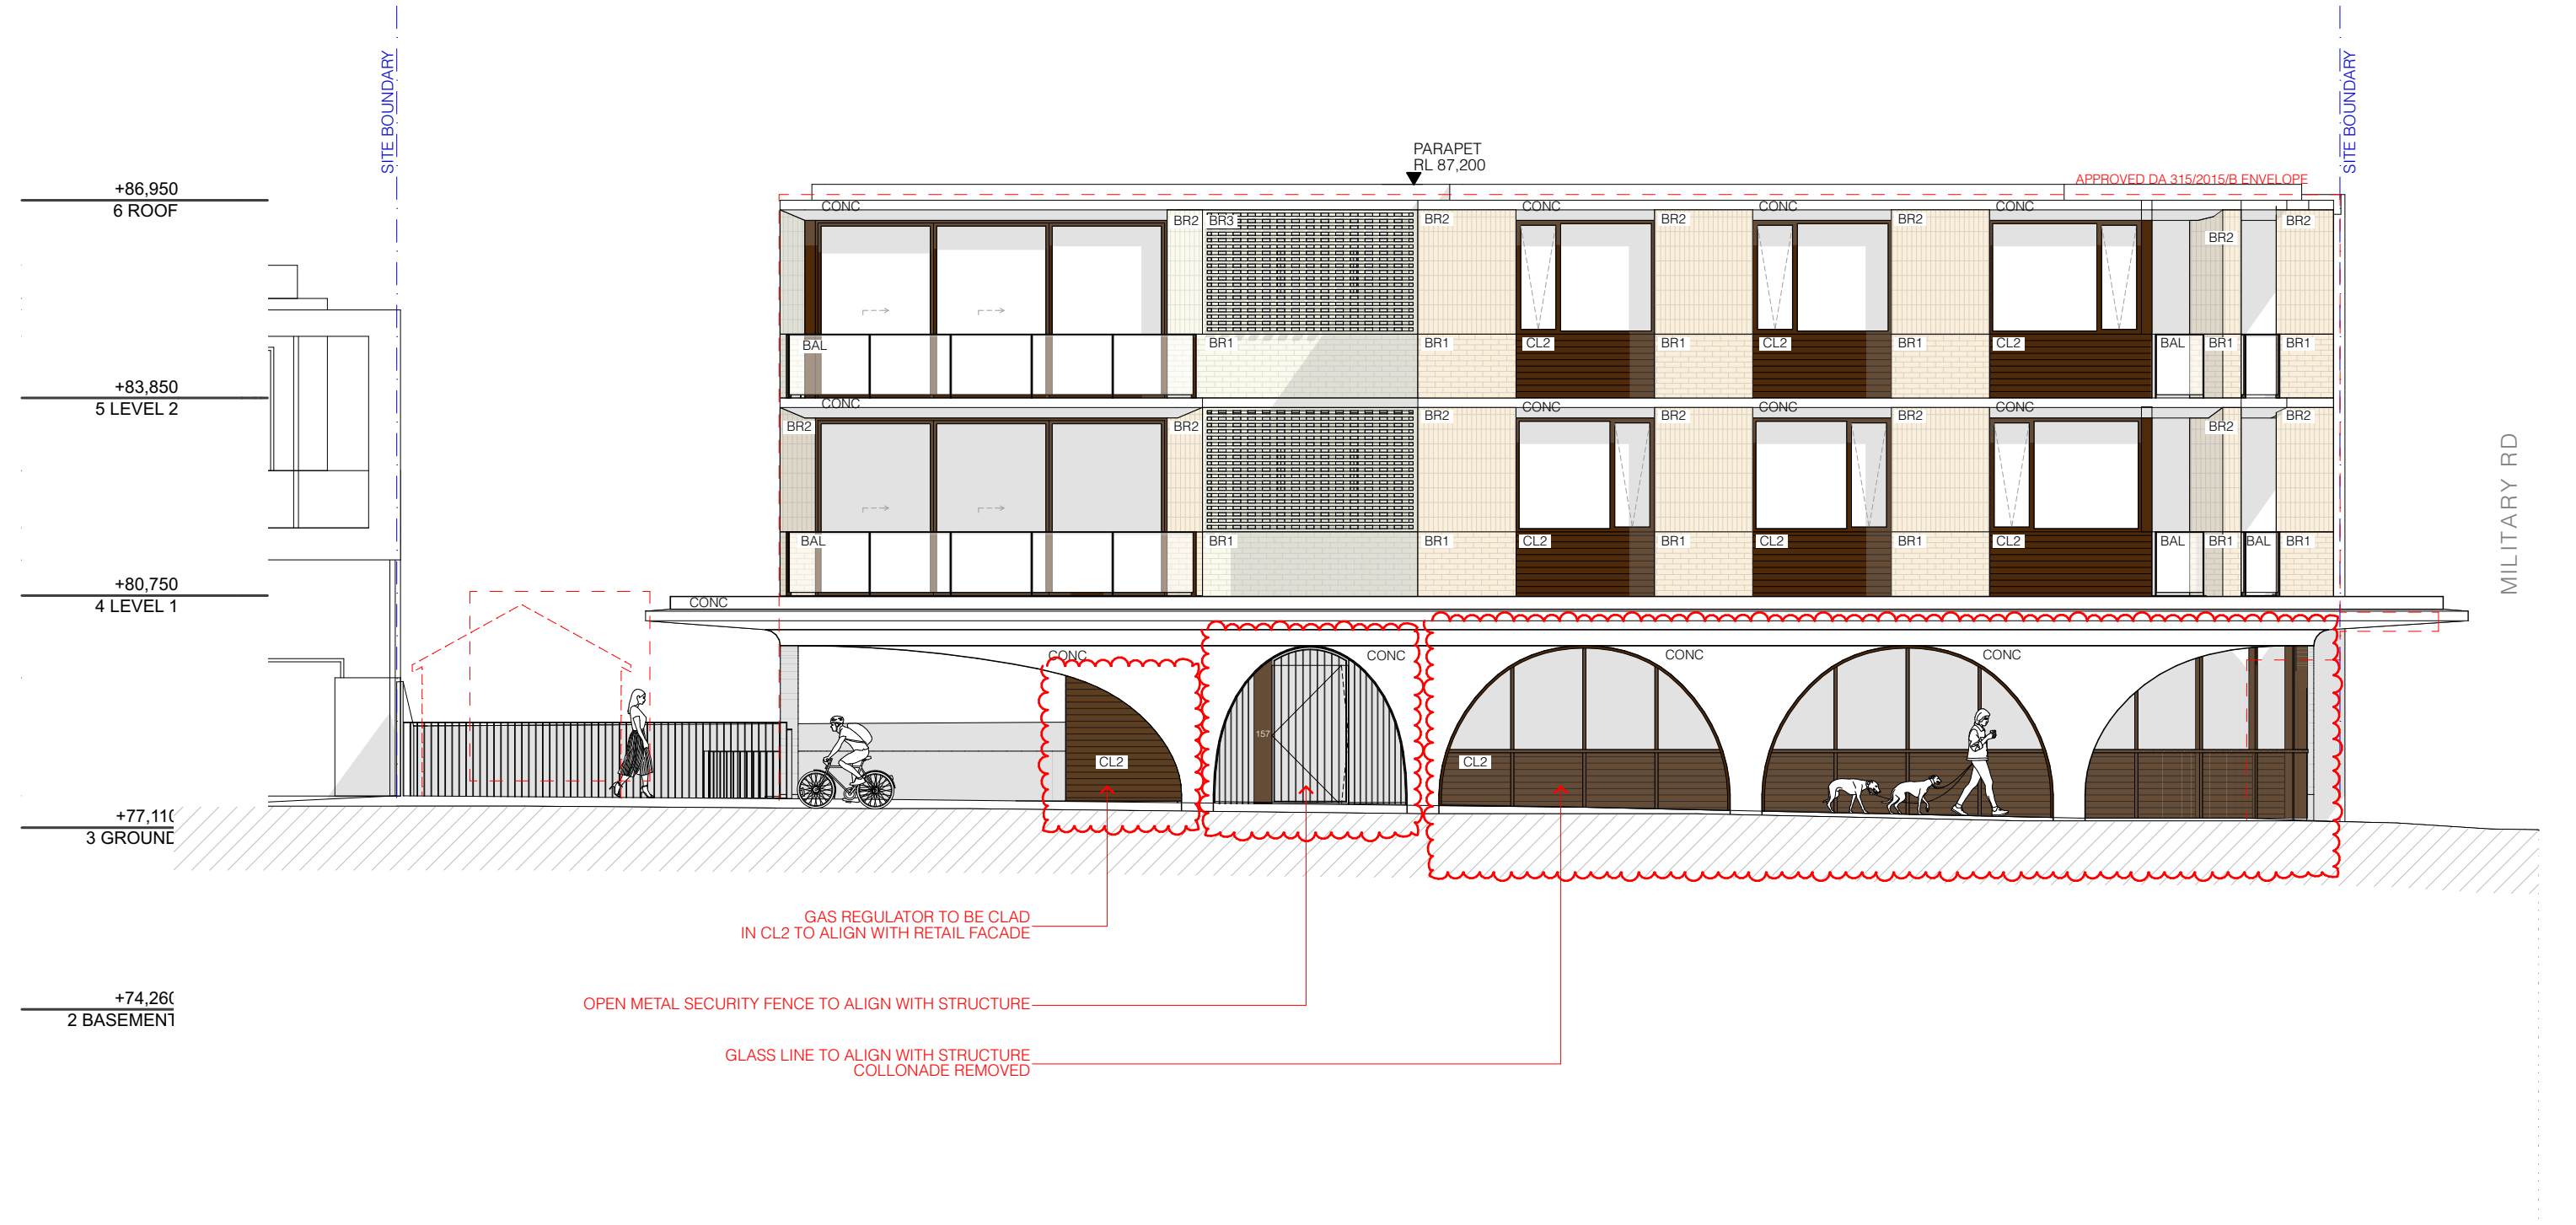 SITE BOUNDARY
SITE BOUNDARY
PARAPET
RL 87,200
+86,950
6 ROOF
APPROVED DA 315/2015/B ENVELOPE
CONC
CONC
CONC
CONC
BR2
BR3
BR2
BR2
BR2
BR2
BR2
BAL
BR1
BR1
CL2
BR1
CL2
BR1
CL2
BAL
BR1
BR1
+83,850
5 LEVEL 2
CONC
CONC
CONC
CONC
BR2
BR2
BR2
BR2
BR2
BR2
BR2
BAL
BR1
BR1
CL2
BR1
CL2
BR1
CL2
BAL
BR1
BAL
BR1
MILITARY RD
+80,750
4 LEVEL 1
CONC
CONC
CONC
CONC
CONC
157
CL2
CL2
+77,110
3 GROUND
GAS REGULATOR TO BE CLAD
IN CL2 TO ALIGN WITH RETAIL FACADE
+74,260
2 BASEMENT
OPEN METAL SECURITY FENCE TO ALIGN WITH STRUCTURE
GLASS LINE TO ALIGN WITH STRUCTURE
COLLONADE REMOVED